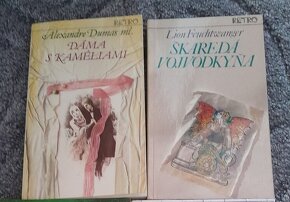 RETRO
Alexandre Dumas ml.
DÁMA
S KAMÉLIAMI
RETRO
Lion Feuchtwanger
ŠKAREDÁ
VOJVODKYŇA